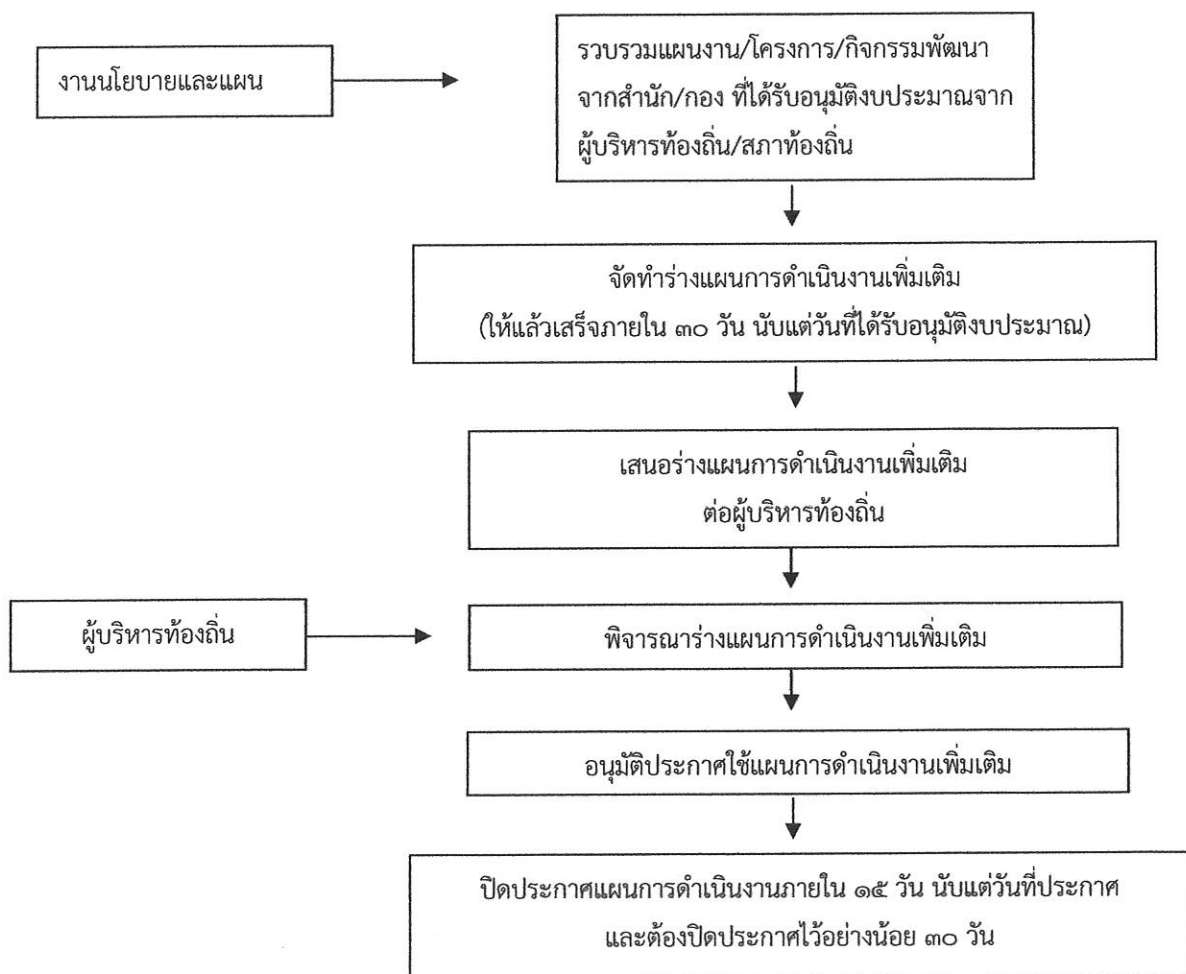 งานนโยบายและแผน
รวบรวมแผนงาน/โครงการ/กิจกรรมพัฒนา
จากสำนัก/กอง ที่ได้รับอนุมัติงบประมาณจาก
ผู้บริหารท้องถิ่น/สภาท้องถิ่น
จัดทำร่างแผนการดำเนินงานเพิ่มเติม
(ให้แล้วเสร็จภายใน ๓๐ วัน นับแต่วันที่ได้รับอนุมัติงบประมาณ)
เสนอร่างแผนการดำเนินงานเพิ่มเติม
ต่อผู้บริหารท้องถิ่น
ผู้บริหารท้องถิ่น
พิจารณาร่างแผนการดำเนินงานเพิ่มเติม
อนุมัติประกาศใช้แผนการดำเนินงานเพิ่มเติม
ปิดประกาศแผนการดำเนินงานภายใน ๑๕ วัน นับแต่วันที่ประกาศ
และต้องปิดประกาศไว้อย่างน้อย ๓๐ วัน